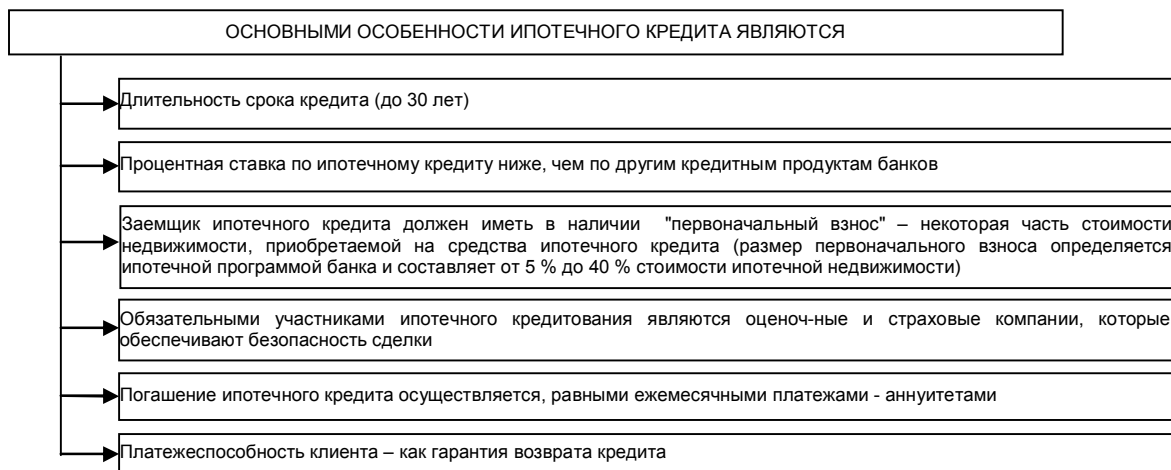 ОСНОВНЫМИ ОСОБЕННОСТИ ИПОТЕЧНОГО КРЕДИТА ЯВЛЯЮТСЯ
Длительность срока кредита (до 30 лет)
Процентная ставка по ипотечному кредиту ниже, чем по другим кредитным продуктам банков
Заемщик ипотечного кредита должен иметь в наличии "первоначальный взнос" – некоторая часть стоимости
недвижимости, приобретаемой на средства ипотечного кредита (размер первоначального взноса определяется
ипотечной программой банка и составляет от 5 % до 40 % стоимости ипотечной недвижимости)
Обязательными участниками ипотечного кредитования являются оценоч-ные и страховые компании, которые
обеспечивают безопасность сделки
Погашение ипотечного кредита осуществляется, равными ежемесячными платежами - аннуитетами
Платежеспособность клиента – как гарантия возврата кредита